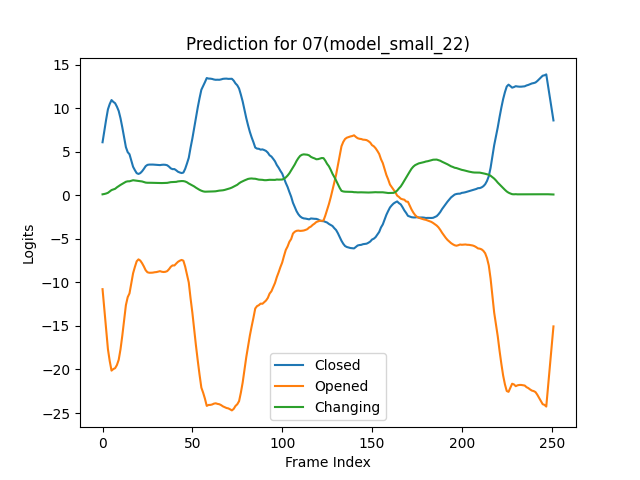 Prediction for 07(model_small_22)
Logits
15
10
5
0
−5
−10
−15
−20
−25
0 50 100 150 200 250
Frame Index
Closed
Opened
Changing